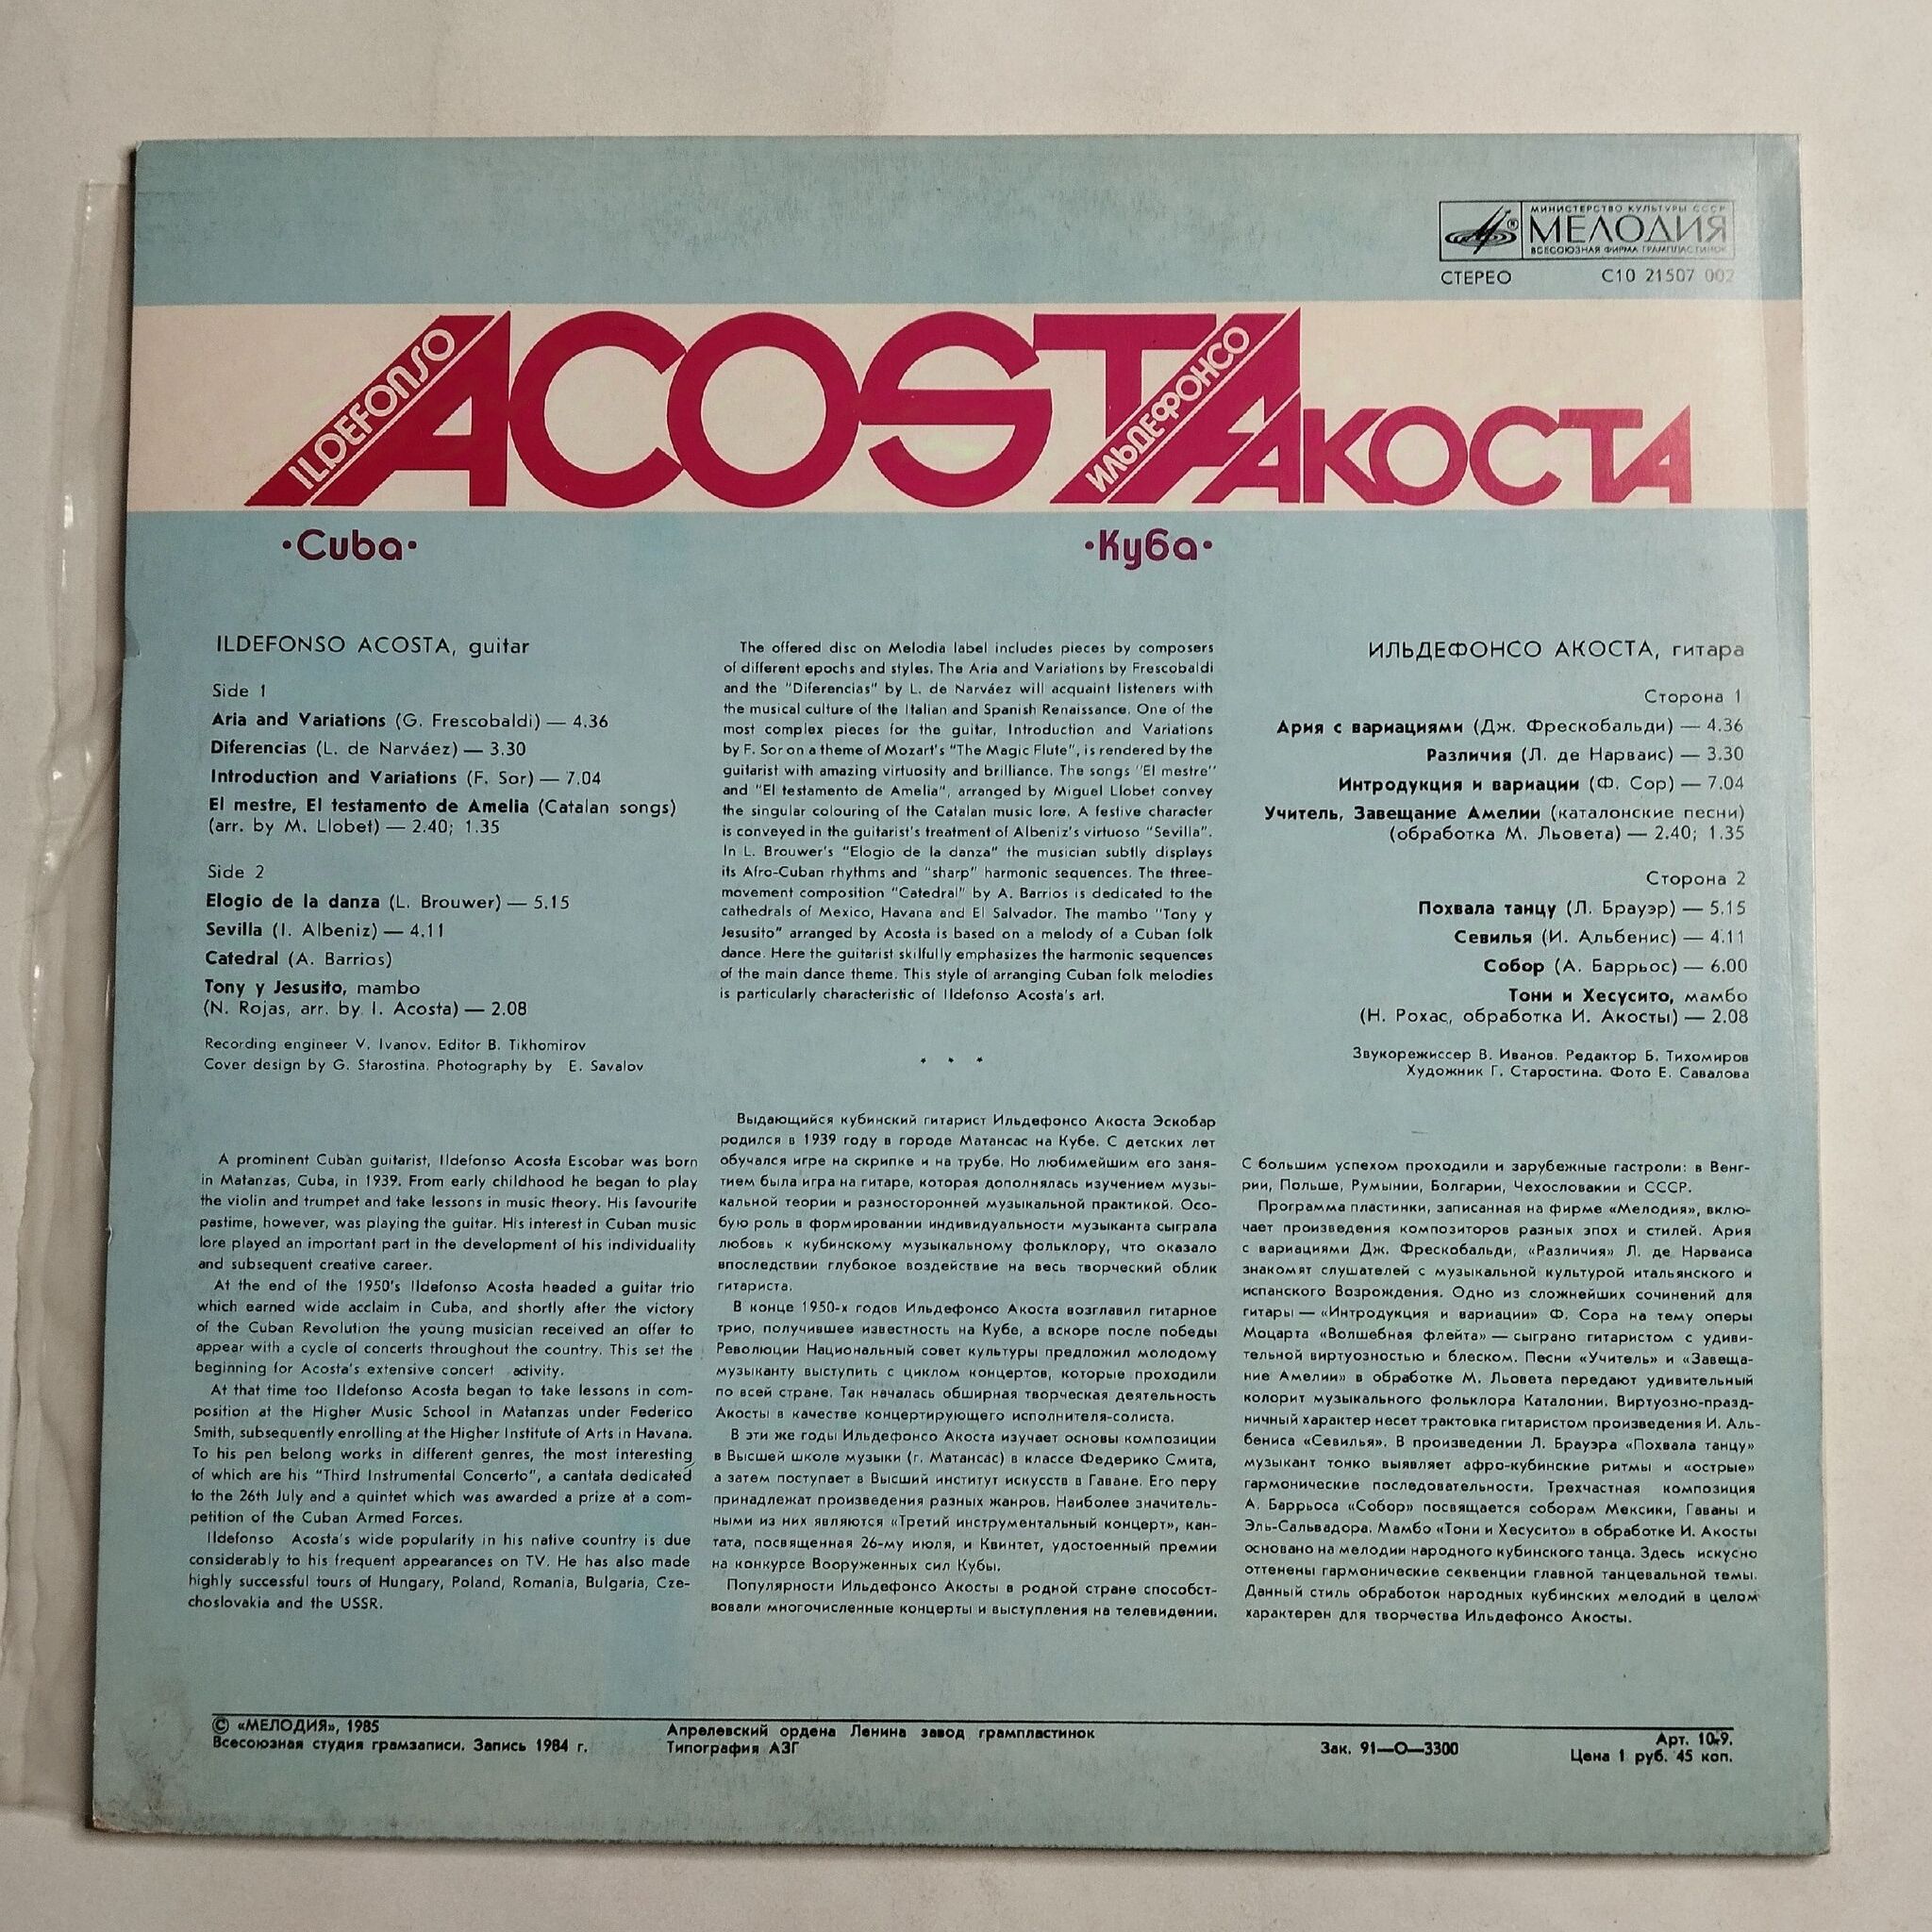 МИНИСТЕРСТВО КУЛЬТУРЫ СССР
МЕЛОДИЯ
ВСЕСОЮЗНАЯ ФИРМА ГРАМПЛАСТИНОК
СТЕРЕО С10 21507 002
ILDEFONSO
ACOSTA
ИЛЬДЕФОНСО
АКОСТА
·Cuba·
·Куба·
ILDEFONSO ACOSTA, guitar
Side 1
Aria and Variations (G. Frescobaldi) — 4.36
Diferencias (L. de Narváez) — 3.30
Introduction and Variations (F. Sor) — 7.04
El mestre, El testamento de Amelia (Catalan songs)
(arr. by M. Llobet) — 2.40; 1.35
Side 2
Elogio de la danza (L. Brouwer) — 5.15
Sevilla (I. Albeniz) — 4.11
Catedral (A. Barrios)
Tony y Jesusito, mambo
(N. Rojas, arr. by I. Acosta) — 2.08
Recording engineer V. Ivanov. Editor B. Tikhomirov
Cover design by G. Starostina. Photography by E. Savalov
A prominent Cuban guitarist, Ildefonso Acosta Escobar was born
in Matanzas, Cuba, in 1939. From early childhood he began to play
the violin and trumpet and take lessons in music theory. His favourite
pastime, however, was playing the guitar. His interest in Cuban music
lore played an important part in the development of his individuality
and subsequent creative career.
At the end of the 1950's Ildefonso Acosta headed a guitar trio
which earned wide acclaim in Cuba, and shortly after the victory
of the Cuban Revolution the young musician received an offer to
appear with a cycle of concerts throughout the country. This set the
beginning for Acosta's extensive concert activity.
At that time too Ildefonso Acosta began to take lessons in com-
position at the Higher Music School in Matanzas under Federico
Smith, subsequently enrolling at the Higher Institute of Arts in Havana.
To his pen belong works in different genres, the most interesting
of which are his "Third Instrumental Concerto", a cantata dedicated
to the 26th July and a quintet which was awarded a prize at a com-
petition of the Cuban Armed Forces.
Ildefonso Acosta's wide popularity in his native country is due
considerably to his frequent appearances on TV. He has also made
highly successful tours of Hungary, Poland, Romania, Bulgaria, Cze-
choslovakia and the USSR.
The offered disc on Melodia label includes pieces by composers
of different epochs and styles. The Aria and Variations by Frescobaldi
and the "Diferencias" by L. de Narváez will acquaint listeners with
the musical culture of the Italian and Spanish Renaissance. One of the
most complex pieces for the guitar, Introduction and Variations
by F. Sor on a theme of Mozart's "The Magic Flute", is rendered by the
guitarist with amazing virtuosity and brilliance. The songs "El mestre"
and "El testamento de Amelia", arranged by Miguel Llobet convey
the singular colouring of the Catalan music lore. A festive character
is conveyed in the guitarist's treatment of Albeniz's virtuoso "Sevilla".
In L. Brouwer's "Elogio de la danza" the musician subtly displays
its Afro-Cuban rhythms and "sharp" harmonic sequences. The three-
movement composition "Catedral" by A. Barrios is dedicated to the
cathedrals of Mexico, Havana and El Salvador. The mambo "Tony y
Jesusito" arranged by Acosta is based on a melody of a Cuban folk
dance. Here the guitarist skilfully emphasizes the harmonic sequences
of the main dance theme. This style of arranging Cuban folk melodies
is particularly characteristic of Ildefonso Acosta's art.
* * *
Выдающийся кубинский гитарист Ильдефонсо Акоста Эскобар
родился в 1939 году в городе Матансас на Кубе. С детских лет
обучался игре на скрипке и на трубе. Но любимейшим его заня-
тием была игра на гитаре, которая дополнялась изучением музы-
кальной теории и разносторонней музыкальной практикой. Осо-
бую роль в формировании индивидуальности музыканта сыграла
любовь к кубинскому музыкальному фольклору, что оказало
впоследствии глубокое воздействие на весь творческий облик
гитариста.
В конце 1950-х годов Ильдефонсо Акоста возглавил гитарное
трио, получившее известность на Кубе, а вскоре после победы
Революции Национальный совет культуры предложил молодому
музыканту выступить с циклом концертов, которые проходили
по всей стране. Так началась обширная творческая деятельность
Акосты в качестве концертирующего исполнителя-солиста.
В эти же годы Ильдефонсо Акоста изучает основы композиции
в Высшей школе музыки (г. Матансас) в классе Федерико Смита,
а затем поступает в Высший институт искусств в Гаване. Его перу
принадлежат произведения разных жанров. Наиболее значитель-
ными из них являются «Третий инструментальный концерт», кан-
тата, посвященная 26-му июля, и Квинтет, удостоенный премии
на конкурсе Вооруженных сил Кубы.
Популярности Ильдефонсо Акосты в родной стране способст-
вовали многочисленные концерты и выступления на телевидении.
ИЛЬДЕФОНСО АКОСТА, гитара
Сторона 1
Ария с вариациями (Дж. Фрескобальди) — 4.36
Различия (Л. де Нарваис) — 3.30
Интродукция и вариации (Ф. Сор) — 7.04
Учитель, Завещание Амелии (каталонские песни)
(обработка М. Льовета) — 2.40; 1.35
Сторона 2
Похвала танцу (Л. Брауэр) — 5.15
Севилья (И. Альбенис) — 4.11
Собор (А. Баррьос) — 6.00
Тони и Хесусито, мамбо
(Н. Рохас, обработка И. Акосты) — 2.08
Звукорежиссер В. Иванов. Редактор Б. Тихомиров
Художник Г. Старостина. Фото Е. Савалова
С большим успехом проходили и зарубежные гастроли: в Венг-
рии, Польше, Румынии, Болгарии, Чехословакии и СССР.
Программа пластинки, записанная на фирме «Мелодия», вклю-
чает произведения композиторов разных эпох и стилей. Ария
с вариациями Дж. Фрескобальди, «Различия» Л. де Нарваиса
знакомят слушателей с музыкальной культурой итальянского и
испанского Возрождения. Одно из сложнейших сочинений для
гитары — «Интродукция и вариации» Ф. Сора на тему оперы
Моцарта «Волшебная флейта» — сыграно гитаристом с удиви-
тельной виртуозностью и блеском. Песни «Учитель» и «Завеща-
ние Амелии» в обработке М. Льовета передают удивительный
колорит музыкального фольклора Каталонии. Виртуозно-празд-
ничный характер несет трактовка гитаристом произведения И. Аль-
бениса «Севилья». В произведении Л. Брауэра «Похвала танцу»
музыкант тонко выявляет афро-кубинские ритмы и «острые»
гармонические последовательности. Трехчастная композиция
А. Баррьоса «Собор» посвящается соборам Мексики, Гаваны и
Эль-Сальвадора. Мамбо «Тони и Хесусито» в обработке И. Акосты
основано на мелодии народного кубинского танца. Здесь искусно
оттенены гармонические секвенции главной танцевальной темы.
Данный стиль обработок народных кубинских мелодий в целом
характерен для творчества Ильдефонсо Акосты.
© «МЕЛОДИЯ», 1985
Всесоюзная студия грамзаписи. Запись 1984 г.
Апрелевский ордена Ленина завод грампластинок
Типография АЗГ
Зак. 91—О—3300
Арт. 10-9.
Цена 1 руб. 45 коп.